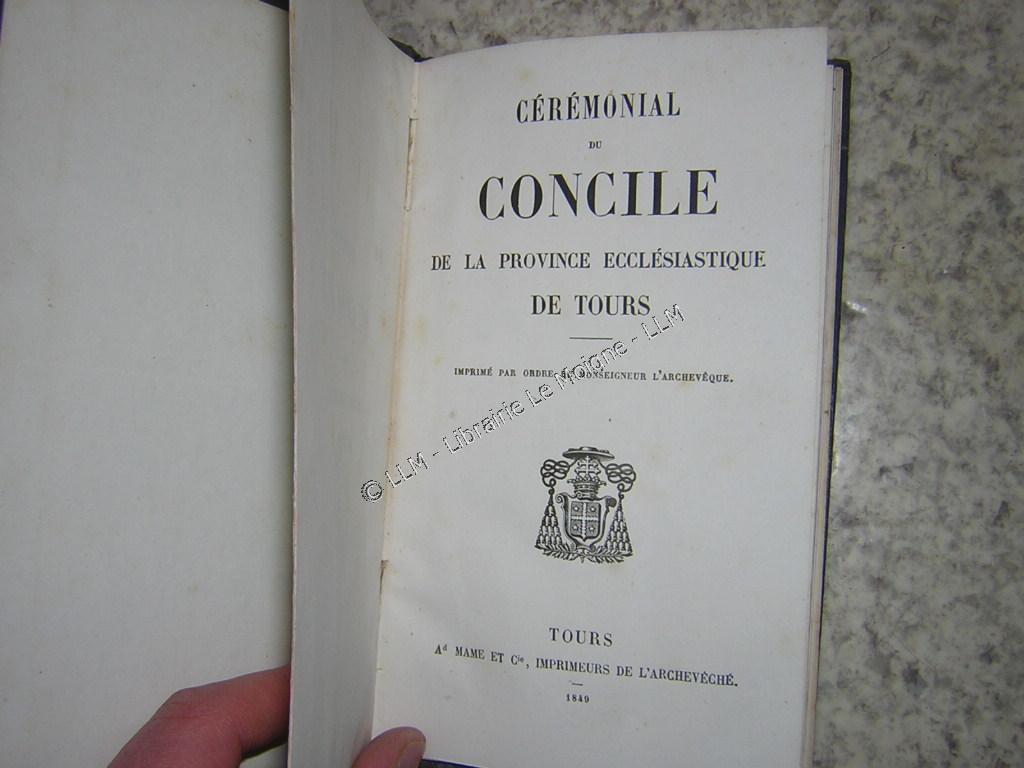 CÉRÉMONIAL
DU
CONCILE
DE LA PROVINCE ECCLÉSIASTIQUE
DE TOURS
IMPRIMÉ PAR ORDRE DE MONSEIGNEUR L'ARCHEVÊQUE.
© LLM - Librairie Le Moigne - LLM
TOURS
Ad MAME ET Cie, IMPRIMEURS DE L'ARCHEVÊCHÉ.
1849